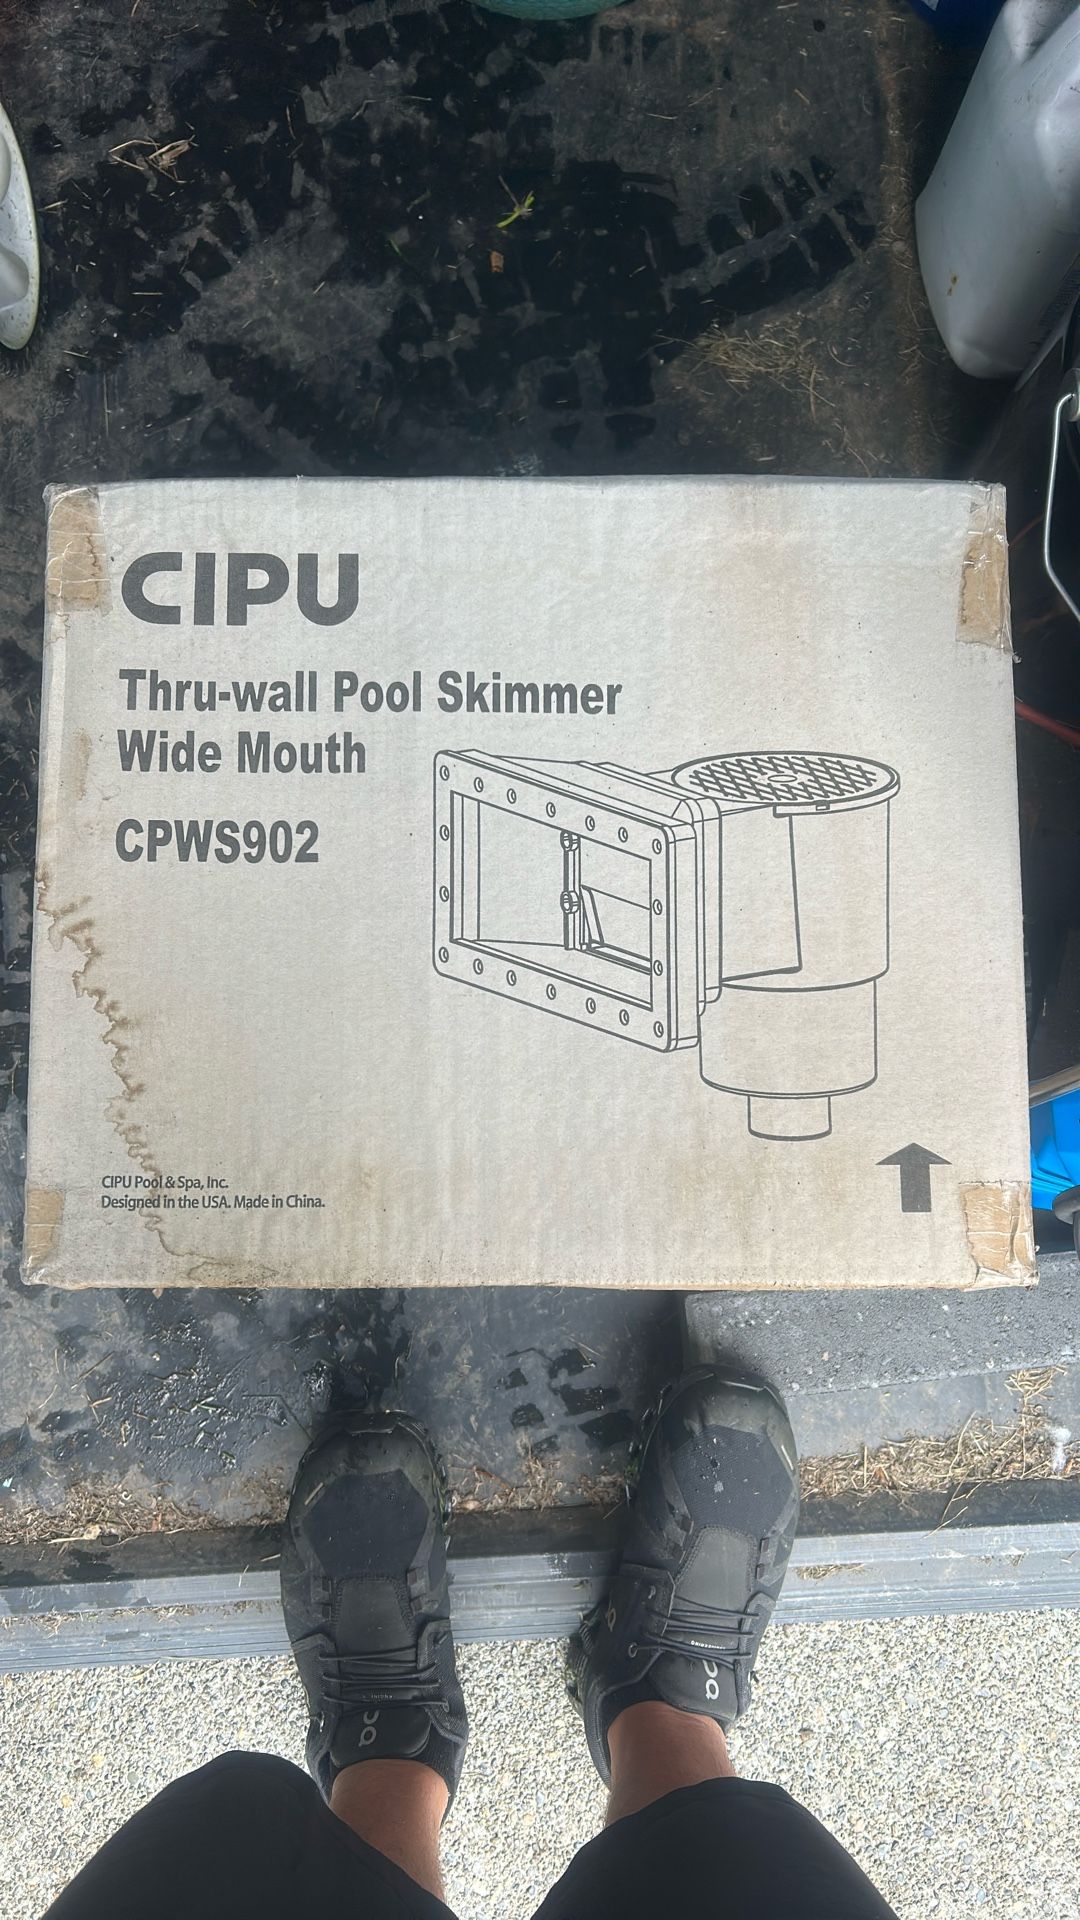 CIPU
Thru-wall Pool Skimmer
Wide Mouth
CPWS902
CIPU Pool & Spa, Inc.
Designed in the USA. Made in China.